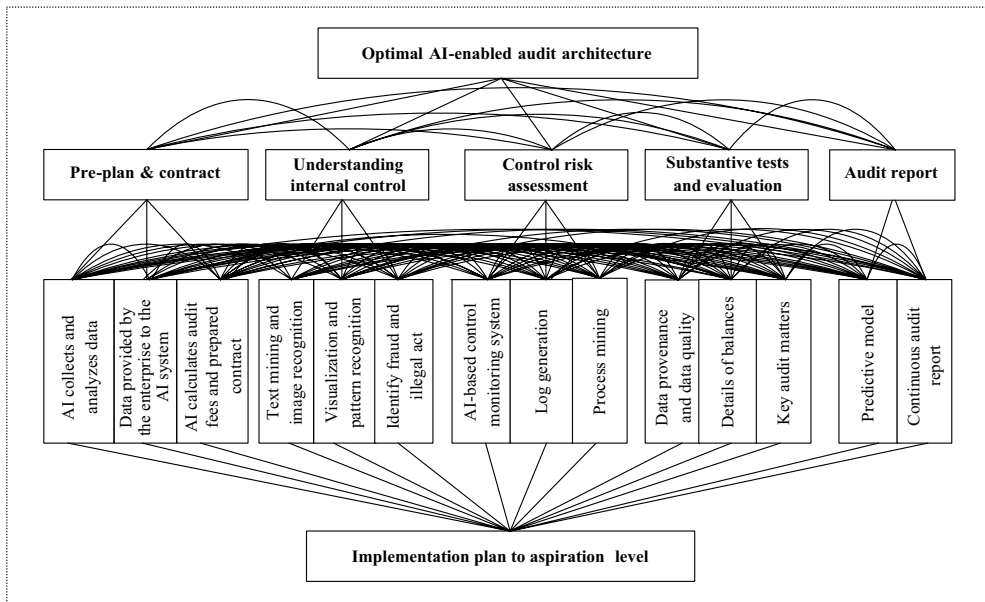 Optimal AI-enabled audit architecture
Pre-plan & contract
Understanding
internal control
Control risk
assessment
Substantive tests
and evaluation
Audit report
AI collects and
analyzes data
Data provided by
the enterprise to the
AI system
AI calculates audit
fees and prepared
contract
Text mining and
image recognition
Visualization and
pattern recognition
Identify fraud and
illegal act
AI-based control
monitoring system
Log generation
Process mining
Data provenance
and data quality
Details of balances
Key audit matters
Predictive model
Continuous audit
report
Implementation plan to aspiration level